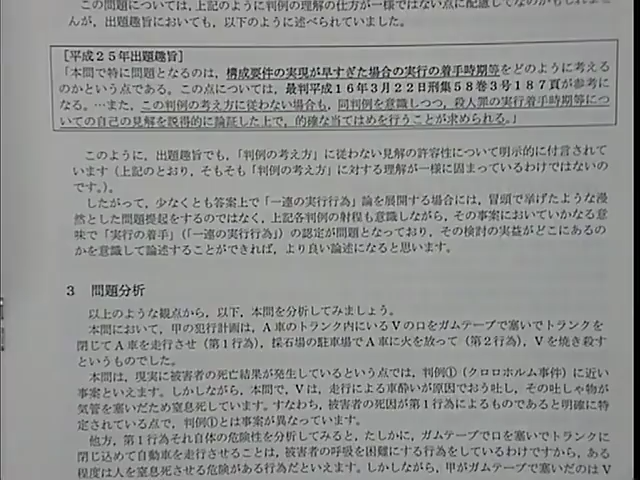 この問題については、上記のように判例の理解の仕方が一様ではない点に配慮してなのかもしれませ
んが、出題趣旨においても、以下のように述べられていました。
［平成２５年出題趣旨］
「本問で特に問題となるのは、構成要件の実現が早すぎた場合の実行の着手時期等をどのように考える
のかという点である。この点については、最判平成１６年３月２２日刑集５８巻３号１８７頁が参考に
なる。…また、この判例の考え方に従わない場合も、同判例を意識しつつ、殺人罪の実行着手時期等につ
いての自己の見解を説得的に論証した上で、的確な当てはめを行うことが求められる。」
このように、出題趣旨でも、「判例の考え方」に従わない見解の許容性について明示的に付言されて
います（上記のとおり、そもそも「判例の考え方」に対する理解が一様に固まっているわけではないの
です。）。
したがって、少なくとも答案上で「一連の実行行為」論を展開する場合には、冒頭で挙げたような漫
然とした問題提起をするのではなく、上記各判例の射程も意識しながら、その事案においていかなる意
味で「実行の着手」（「一連の実行行為」）の認定が問題となっており、その検討の実益がどこにあるの
かを意識して論述することができれば、より良い論述になると思います。
３　問題分析
以上のような観点から、以下、本問を分析してみましょう。
本問において、甲の犯行計画は、Ａ車のトランク内にいるＶの口をガムテープで塞いでトランクを
閉じてＡ車を走行させ（第１行為）、採石場の駐車場でＡ車に火を放って（第２行為）、Ｖを焼き殺す
というものでした。
本問は、現実に被害者の死亡結果が発生しているという点では、判例①（クロロホルム事件）に近い
事案といえます。しかしながら、本問で、Ｖは、走行による車酔いが原因でおう吐し、その吐しゃ物が
気管を塞いだため窒息死しています。すなわち、被害者の死因が第１行為によるものであると明確に特
定されている点で、判例①とは事案が異なっています。
他方、第１行為それ自体の危険性を分析してみると、たしかに、ガムテープで口を塞いでトランクに
閉じ込めて自動車を走行させることは、被害者の呼吸を困難にする行為をしているわけですから、ある
程度は人を窒息死させる危険がある行為だといえます。しかしながら、甲がガムテープで塞いだのはＶ